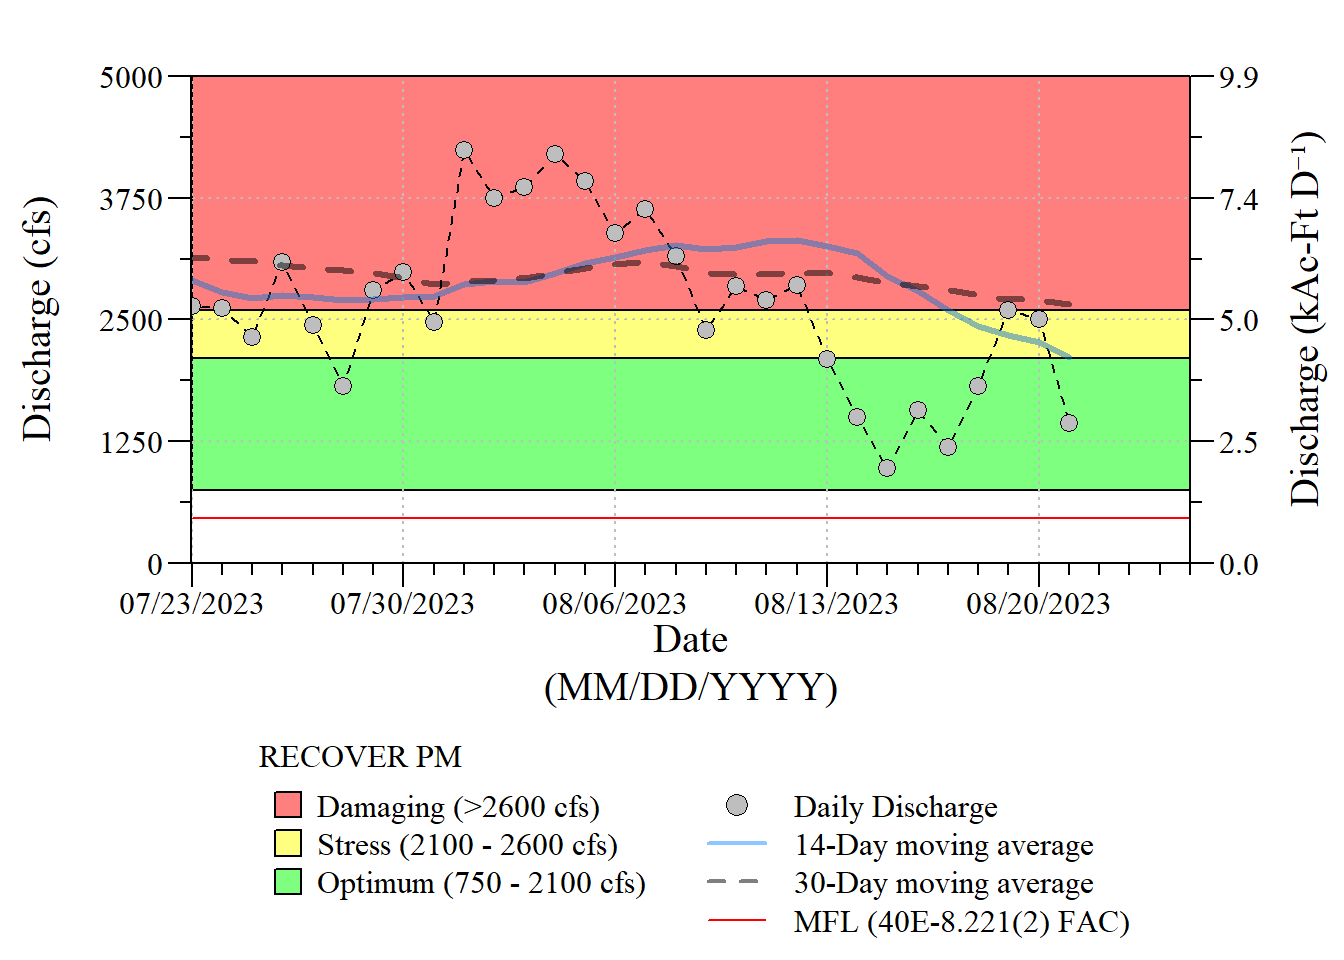 5000
3750
2500
1250
0
Discharge (cfs)
9.9
7.4
5.0
2.5
0.0
Discharge (kAc-Ft D⁻¹)
07/23/2023 07/30/2023 08/06/2023 08/13/2023 08/20/2023
Date
(MM/DD/YYYY)
RECOVER PM
Damaging (>2600 cfs)
Stress (2100 - 2600 cfs)
Optimum (750 - 2100 cfs)
Daily Discharge
14-Day moving average
30-Day moving average
MFL (40E-8.221(2) FAC)